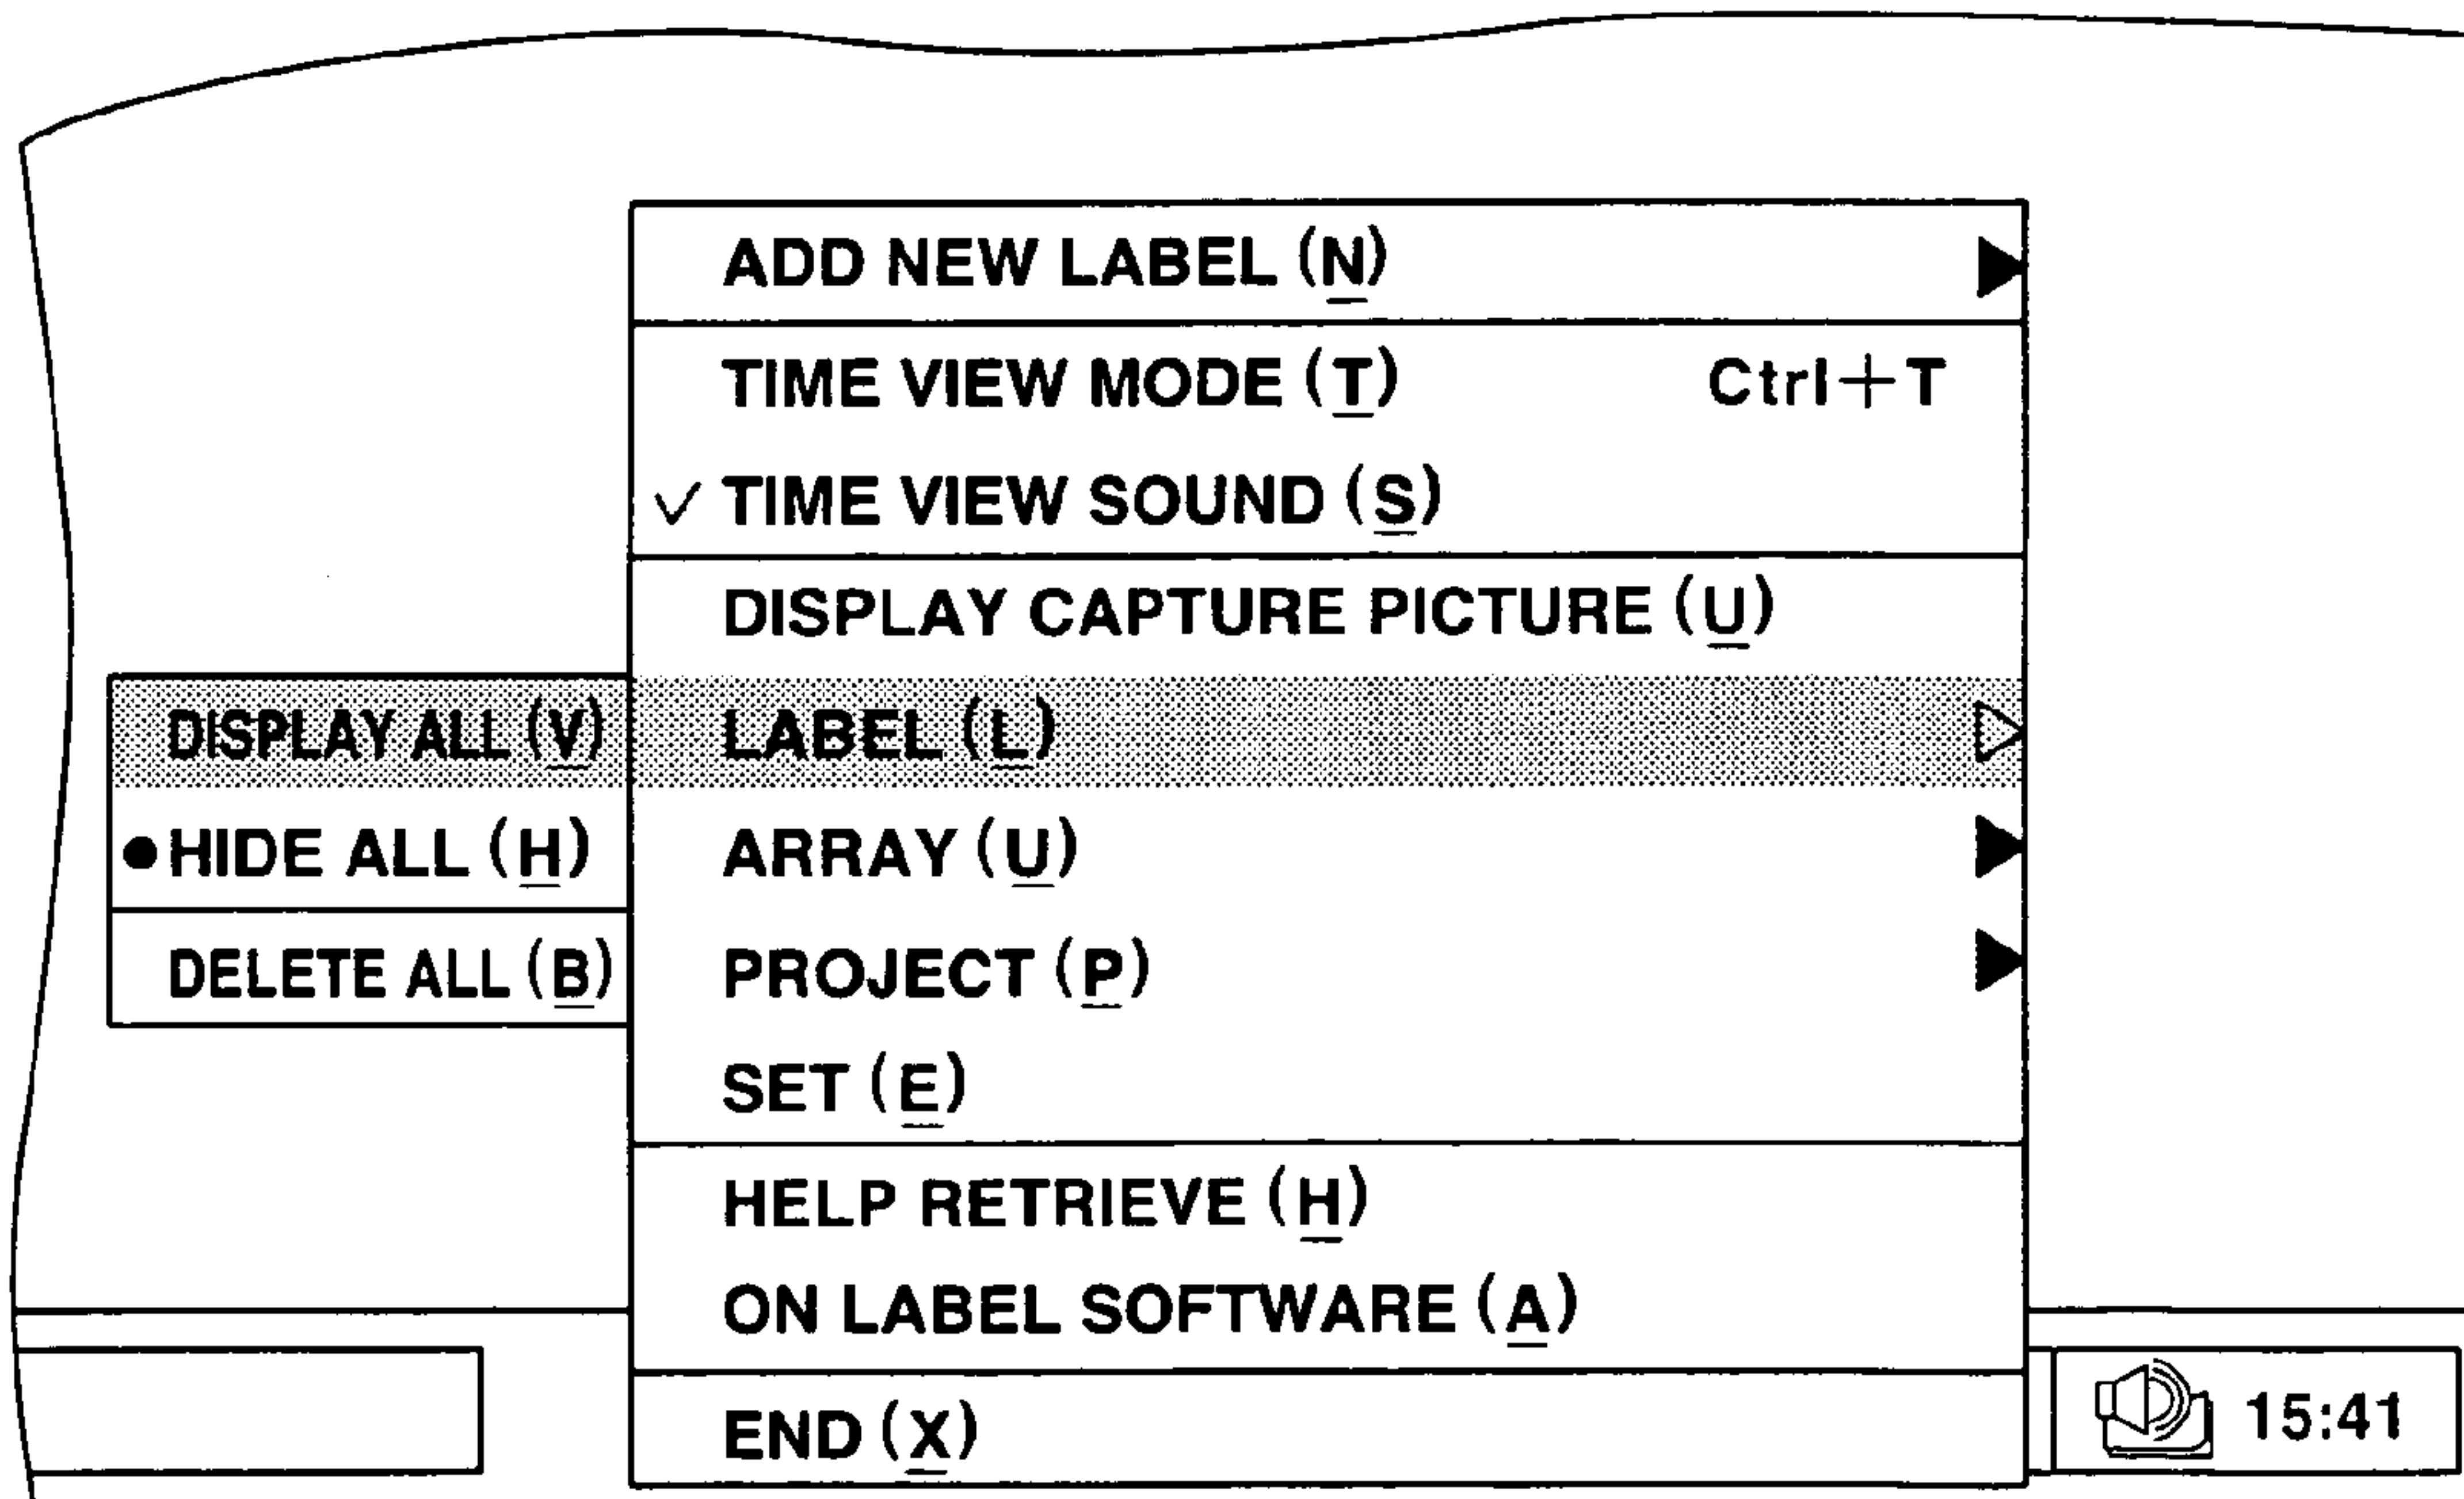 ADD NEW LABEL (N)
TIME VIEW MODE (T) Ctrl+T
✓ TIME VIEW SOUND (S)
DISPLAY CAPTURE PICTURE (U)
DISPLAY ALL (V)
●HIDE ALL (H)
DELETE ALL (B)
LABEL (L)
ARRAY (U)
PROJECT (P)
SET (E)
HELP RETRIEVE (H)
ON LABEL SOFTWARE (A)
END (X)
15:41